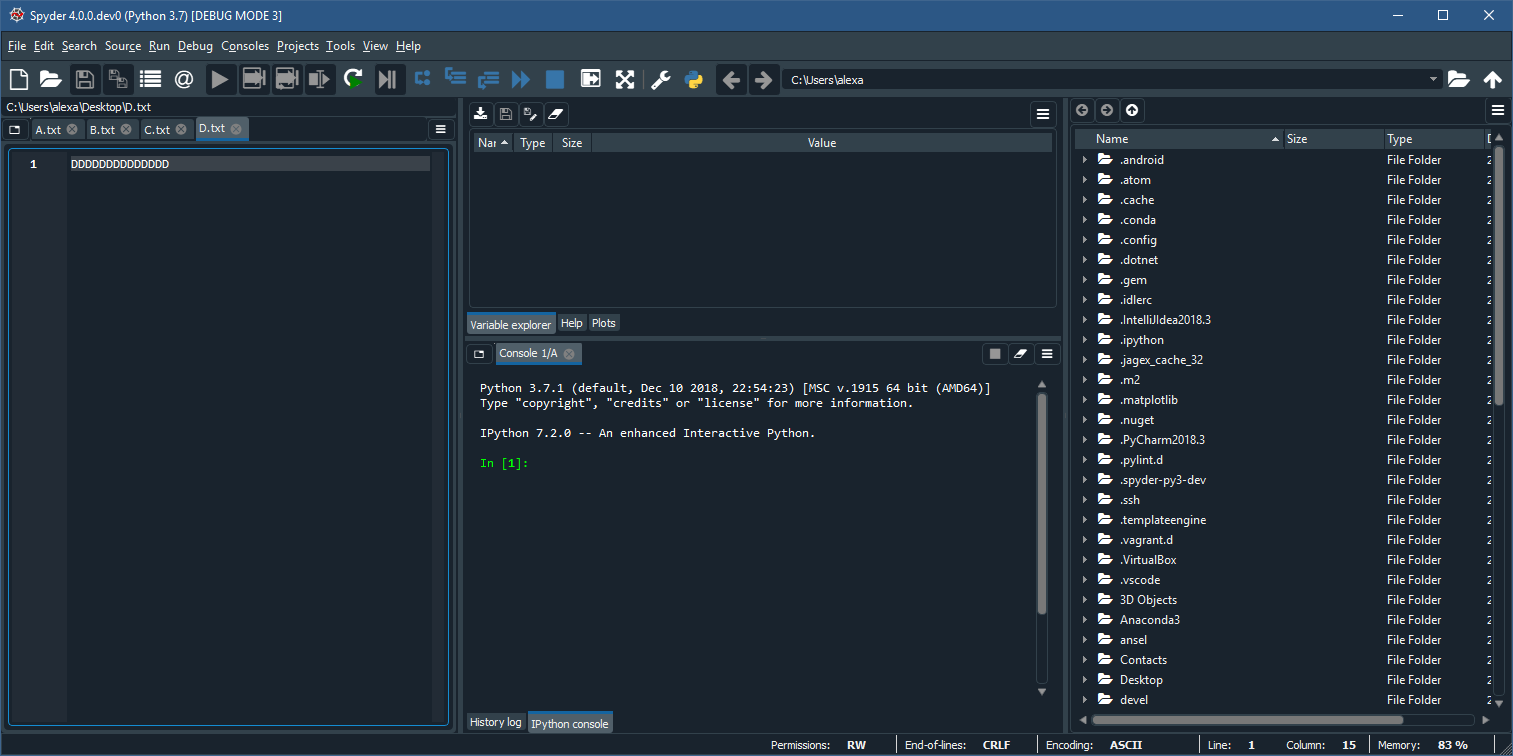 Spyder 4.0.0.dev0 (Python 3.7) [DEBUG MODE 3]
File Edit Search Source Run Debug Consoles Projects Tools View Help
C:\Users\alexa
C:\Users\alexa\Desktop\D.txt
A.txt B.txt C.txt D.txt
1 DDDDDDDDDDDDDD
Nar Type Size Value
Variable explorer Help Plots
Console 1/A
Python 3.7.1 (default, Dec 10 2018, 22:54:23) [MSC v.1915 64 bit (AMD64)]
Type "copyright", "credits" or "license" for more information.
IPython 7.2.0 -- An enhanced Interactive Python.
In [1]:
History log IPython console
Name Size Type
.android File Folder 2
.atom File Folder 2
.cache File Folder 2
.conda File Folder 2
.config File Folder 2
.dotnet File Folder 2
.gem File Folder 2
.idlerc File Folder 2
.IntelliJIdea2018.3 File Folder 2
.ipython File Folder 2
.jagex_cache_32 File Folder 2
.m2 File Folder 2
.matplotlib File Folder 2
.nuget File Folder 2
.PyCharm2018.3 File Folder 2
.pylint.d File Folder 2
.spyder-py3-dev File Folder 2
.ssh File Folder 2
.templateengine File Folder 2
.vagrant.d File Folder 2
.VirtualBox File Folder 2
.vscode File Folder 2
3D Objects File Folder 2
Anaconda3 File Folder 2
ansel File Folder 2
Contacts File Folder 2
Desktop File Folder 2
devel File Folder 2
Permissions: RW End-of-lines: CRLF Encoding: ASCII Line: 1 Column: 15 Memory: 83 %